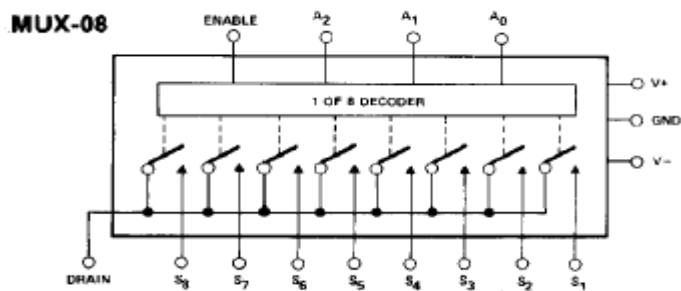 MUX-08
ENABLE A2 A1 A0
1 OF 8 DECODER
V+
GND
V−
DRAIN S8 S7 S6 S5 S4 S3 S2 S1